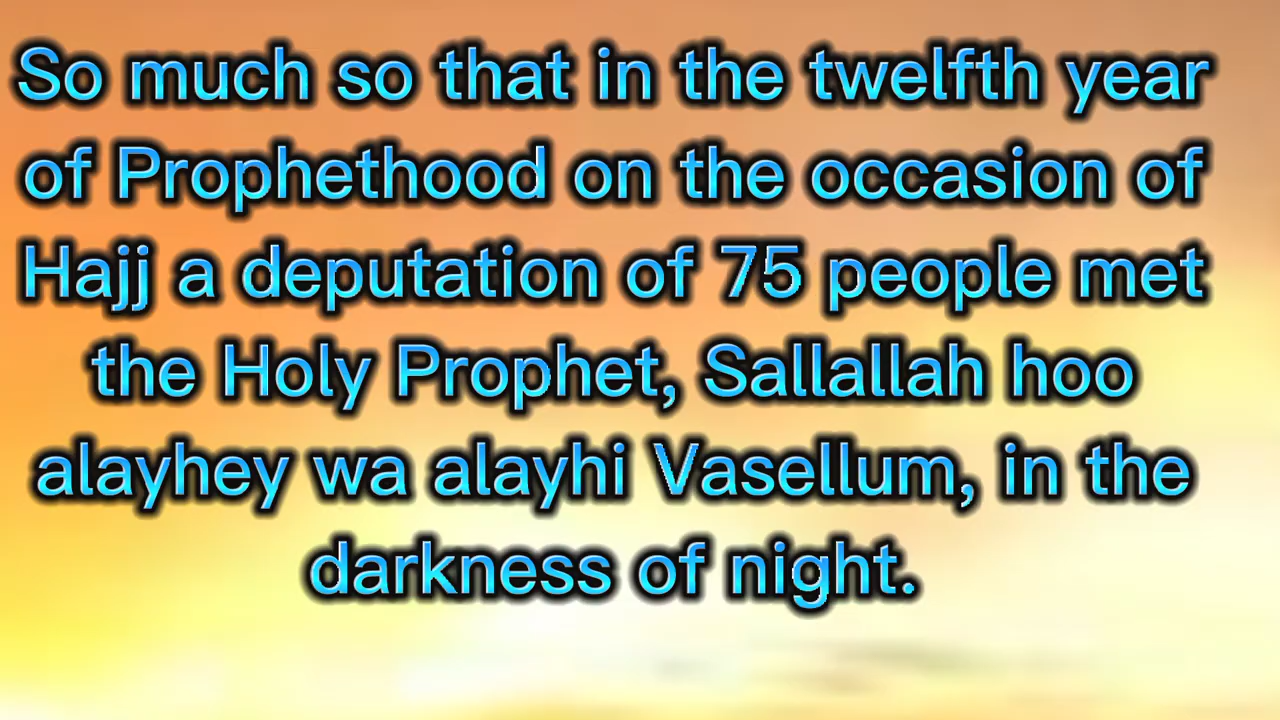 So much so that in the twelfth year
of Prophethood on the occasion of
Hajj a deputation of 75 people met
the Holy Prophet, Sallallah hoo
alayhey wa alayhi Vasellum, in the
darkness of night.